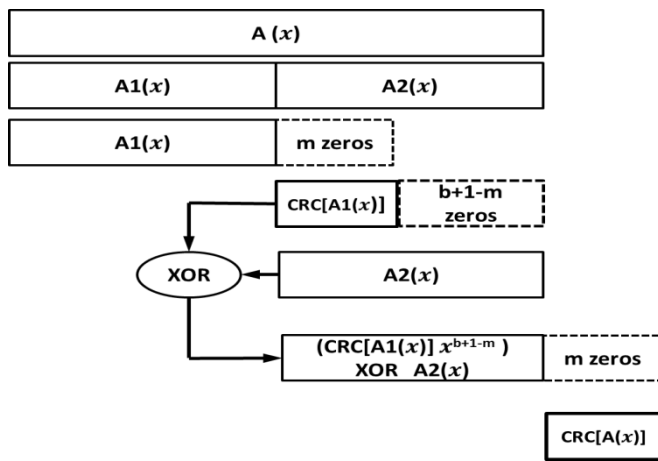 A (x)
A1(x) A2(x)
A1(x) m zeros
CRC[A1(x)] b+1-m
zeros
XOR A2(x)
(CRC[A1(x)] x^{b+1-m} )
XOR A2(x) m zeros
CRC[A(x)]